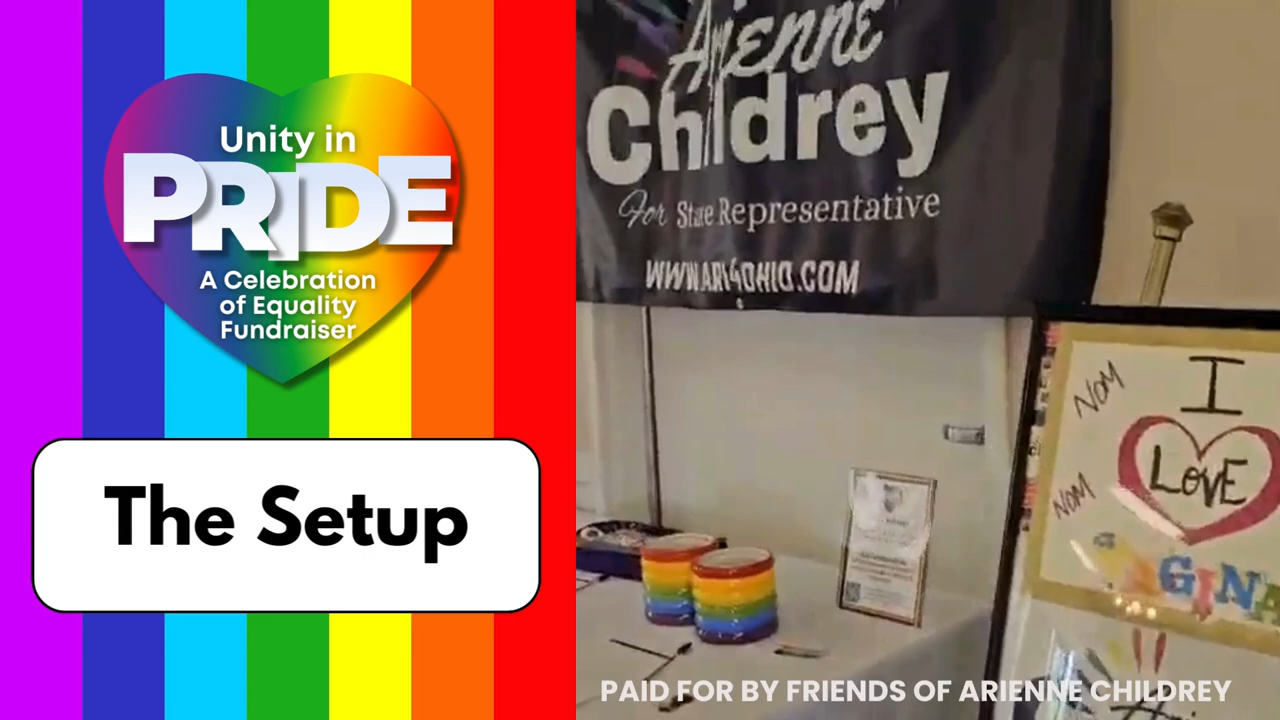 Unity in
PRIDE
A Celebration
of Equality
Fundraiser
The Setup
Arienne
Childrey
For State Representative
WWW.ARI4OHIO.COM
NOM
I
LOVE
NOM
PAID FOR BY FRIENDS OF ARIENNE CHILDREY